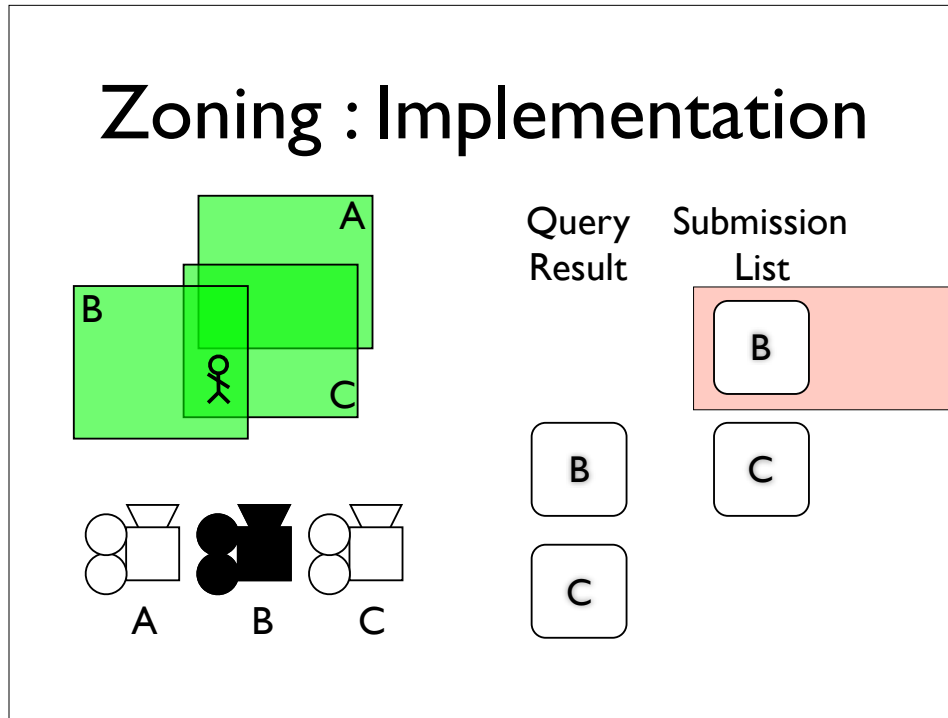 Zoning : Implementation
A
B
C
A
B
C
Query
Result
Submission
List
B
B
C
C